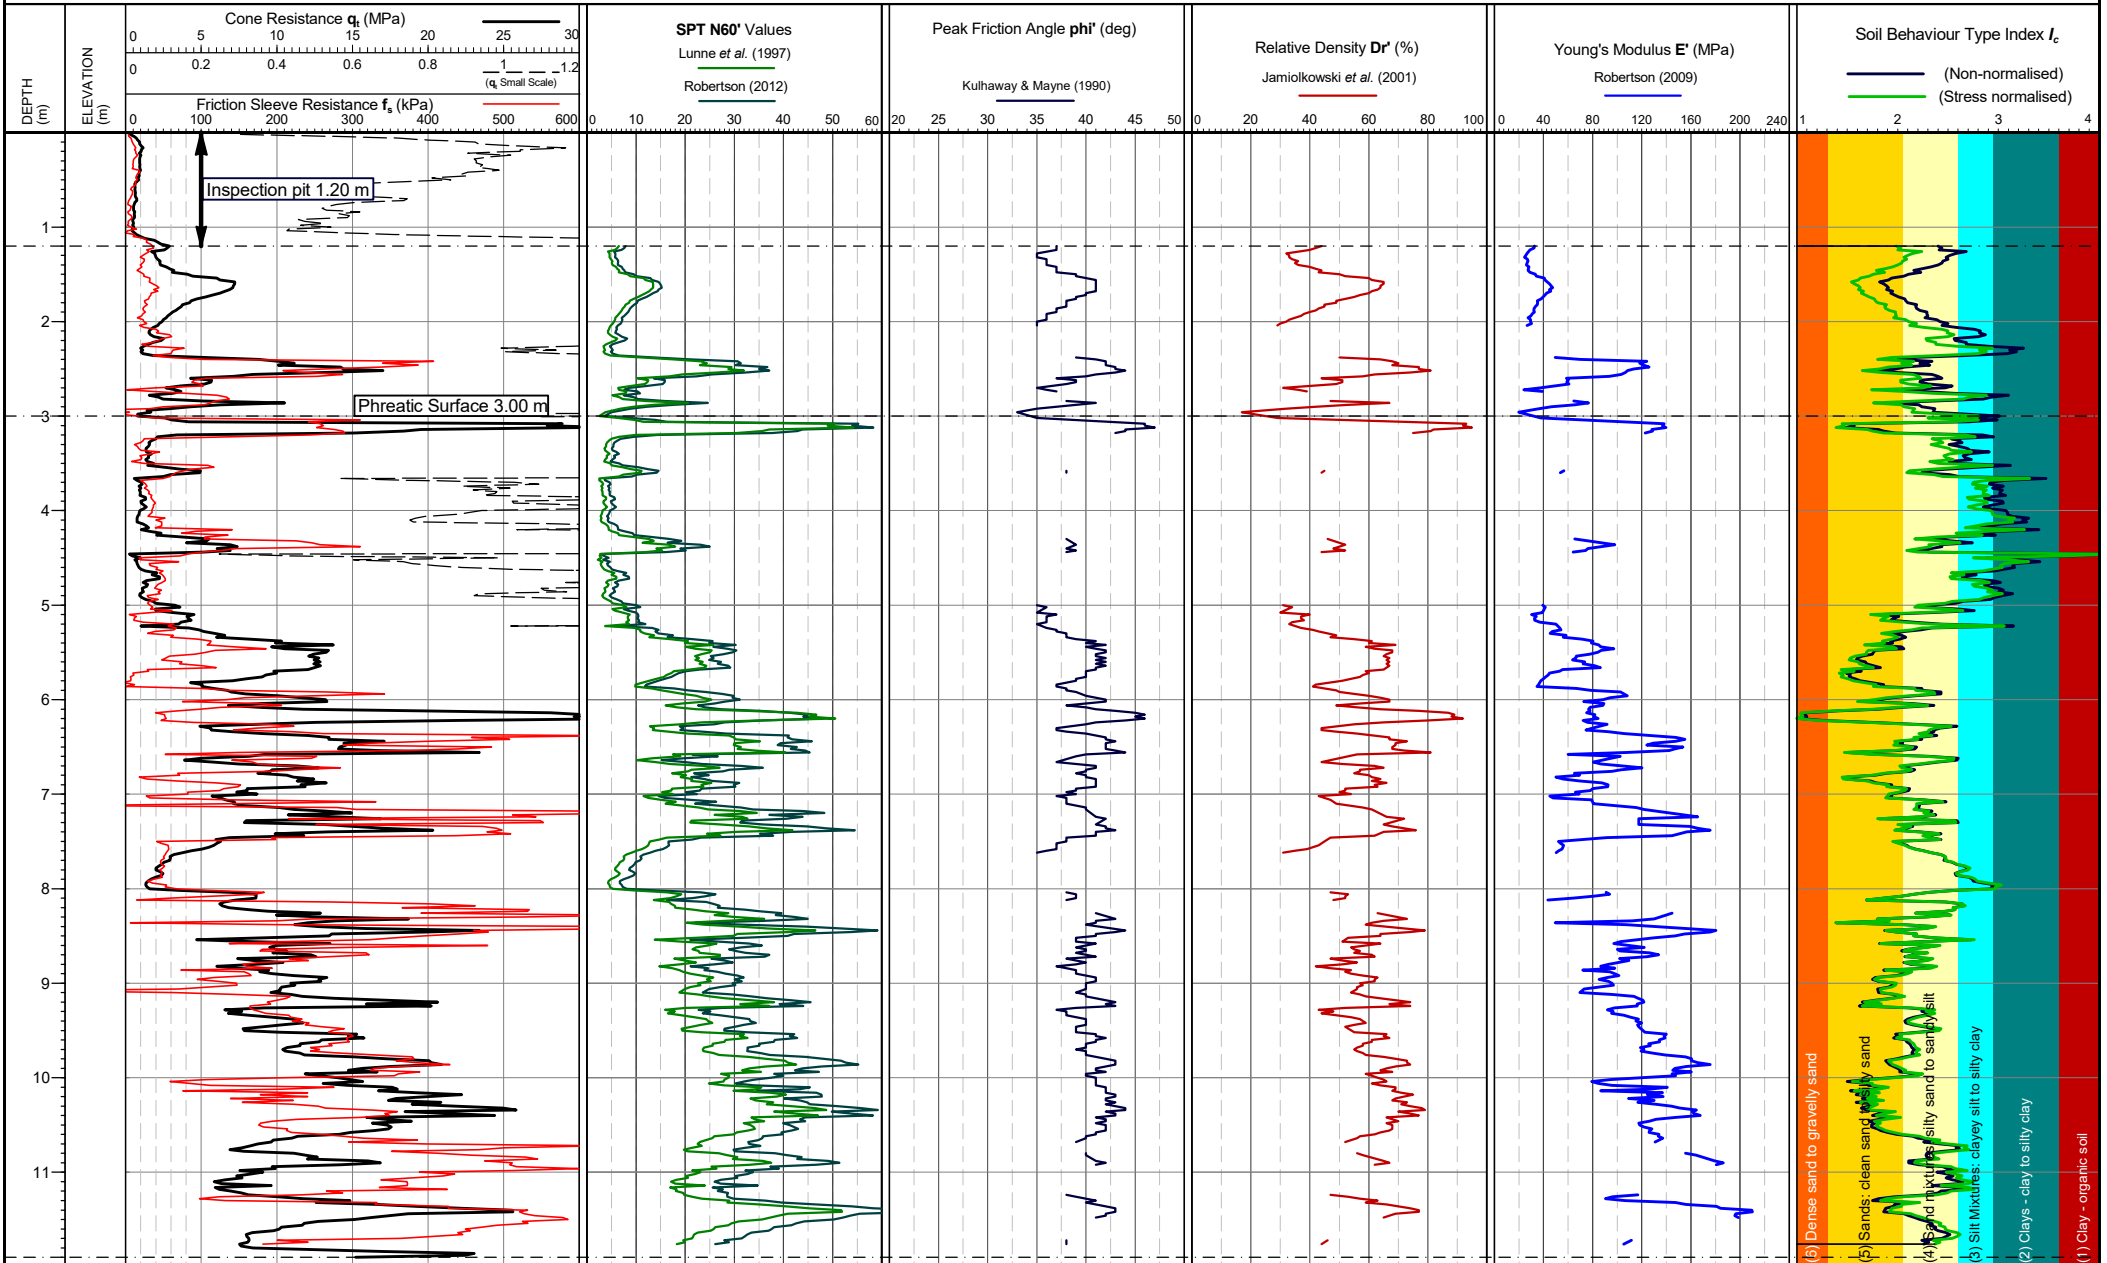 DEPTH (m)
ELEVATION (m)
Cone Resistance qt (MPa)
0 5 10 15 20 25 30
0 0.2 0.4 0.6 0.8 1 1.2
(qt Small Scale)
Friction Sleeve Resistance fs (kPa)
0 100 200 300 400 500 600
SPT N60' Values
Lunne et al. (1997)
Robertson (2012)
0 10 20 30 40 50 60
Peak Friction Angle phi' (deg)
Kulhaway & Mayne (1990)
20 25 30 35 40 45 50
Relative Density Dr' (%)
Jamiolkowski et al. (2001)
0 20 40 60 80 100
Young's Modulus E' (MPa)
Robertson (2009)
0 40 80 120 160 200 240
Soil Behaviour Type Index Ic
(Non-normalised)
(Stress normalised)
1 2 3 4
Inspection pit 1.20 m
Phreatic Surface 3.00 m
1
2
3
4
5
6
7
8
9
10
11
(6) Dense sand to gravelly sand
(5) Sands: clean sand to silty sand
(4) Sand mixtures: silty sand to sandy silt
(3) Silt Mixtures: clayey silt to silty clay
(2) Clays - clay to silty clay
(1) Clay - organic soil